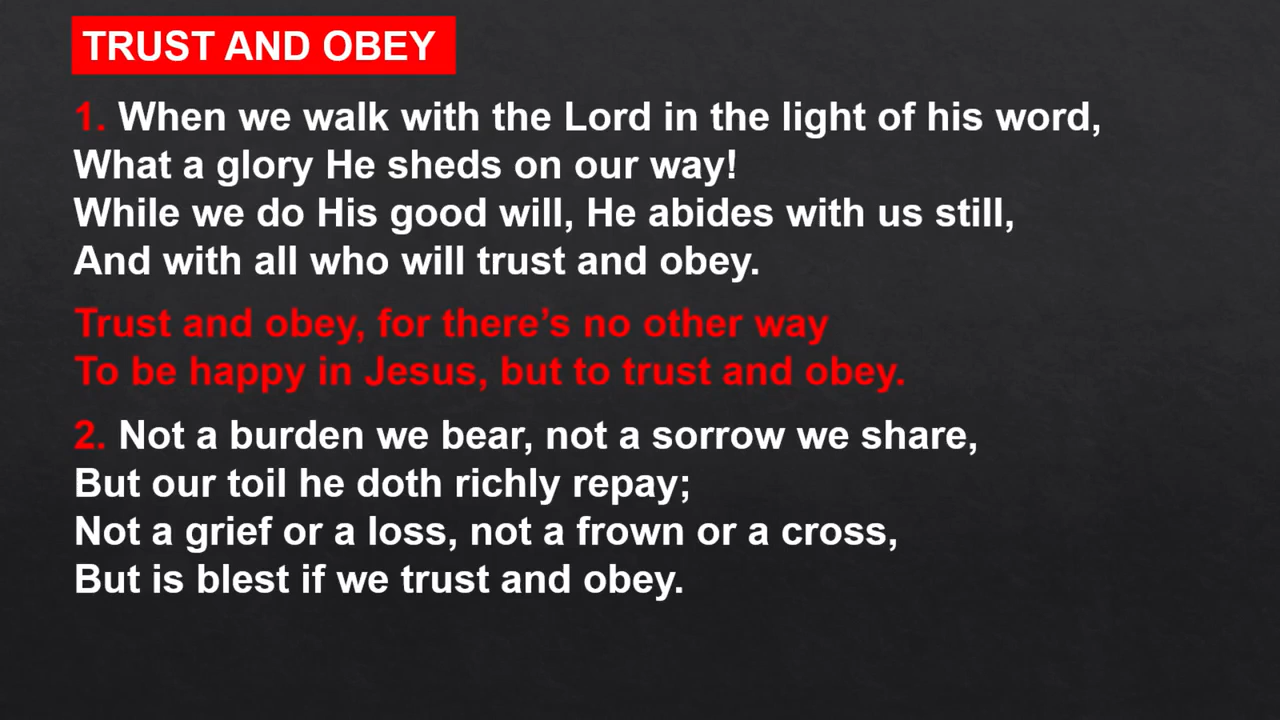 TRUST AND OBEY
1. When we walk with the Lord in the light of his word,
What a glory He sheds on our way!
While we do His good will, He abides with us still,
And with all who will trust and obey.
Trust and obey, for there’s no other way
To be happy in Jesus, but to trust and obey.
2. Not a burden we bear, not a sorrow we share,
But our toil he doth richly repay;
Not a grief or a loss, not a frown or a cross,
But is blest if we trust and obey.